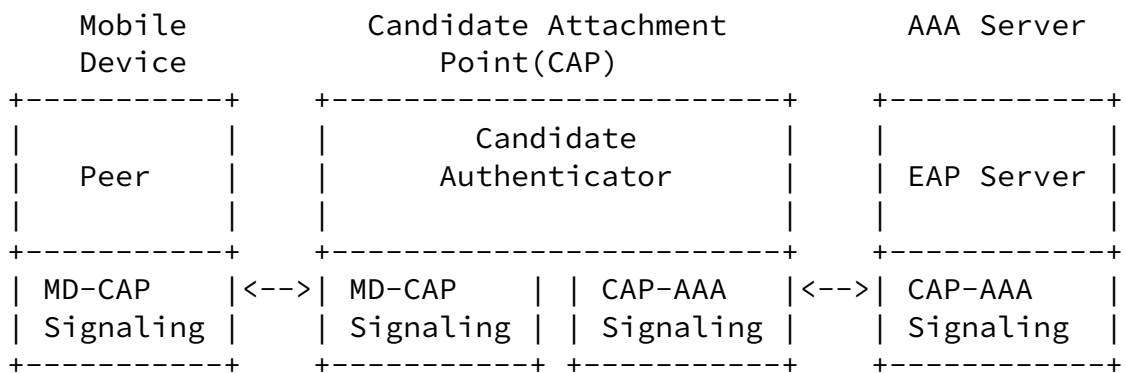 Mobile Candidate Attachment AAA Server
Device Point(CAP)
Candidate
Peer Authenticator EAP Server
MD-CAP <--> MD-CAP CAP-AAA <--> CAP-AAA
Signaling Signaling Signaling Signaling